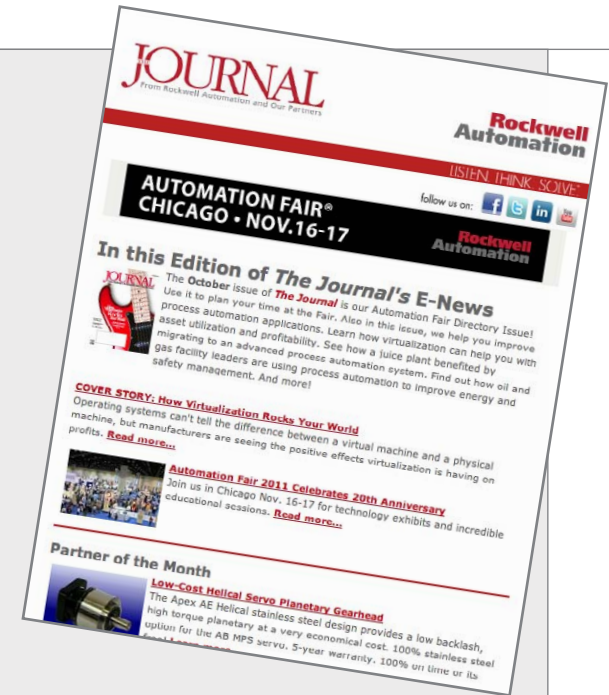 THE
JOURNAL
From Rockwell Automation and Our Partners
Rockwell
Automation
LISTEN. THINK. SOLVE.®
follow us on:
f
in
You
AUTOMATION FAIR®
CHICAGO • NOV.16-17
Rockwell
Automation
In this Edition of The Journal's E-News
JOURNAL
The October issue of The Journal is our Automation Fair Directory Issue!
Use it to plan your time at the Fair. Also in this issue, we help you improve
process automation applications. Learn how virtualization can help you with
asset utilization and profitability. See how a juice plant benefited by
migrating to an advanced process automation system. Find out how oil and
gas facility leaders are using process automation to improve energy and
safety management. And more!
COVER STORY: How Virtualization Rocks Your World
Operating systems can't tell the difference between a virtual machine and a physical
machine, but manufacturers are seeing the positive effects virtualization is having on
profits. Read more...
Automation Fair 2011 Celebrates 20th Anniversary
Join us in Chicago Nov. 16-17 for technology exhibits and incredible
educational sessions. Read more...
Partner of the Month
Low-Cost Helical Servo Planetary Gearhead
The Apex AE Helical stainless steel design provides a low backlash,
high torque planetary at a very economical cost. 100% stainless steel
option for the AB MPS servo. 5-year warranty. 100% on time or its